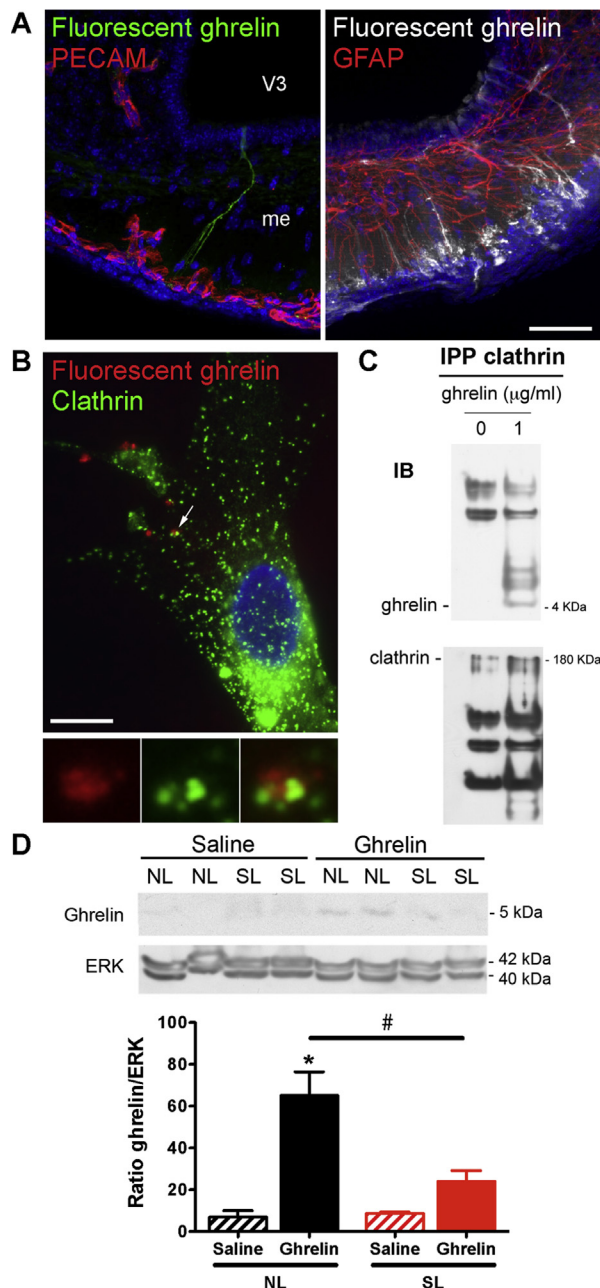 A
Fluorescent ghrelin
PECAM
V3
me
Fluorescent ghrelin
GFAP
B
Fluorescent ghrelin
Clathrin
C
IPP clathrin
ghrelin (μg/ml)
0 1
IB
ghrelin - - 4 KDa
clathrin - - 180 KDa
D
Saline Ghrelin
NL NL SL SL NL NL SL SL
Ghrelin - 5 kDa
ERK - 42 kDa
- 40 kDa
100
80
60
40
20
0
Ratio ghrelin/ERK
*
#
Saline Ghrelin Saline Ghrelin
NL SL